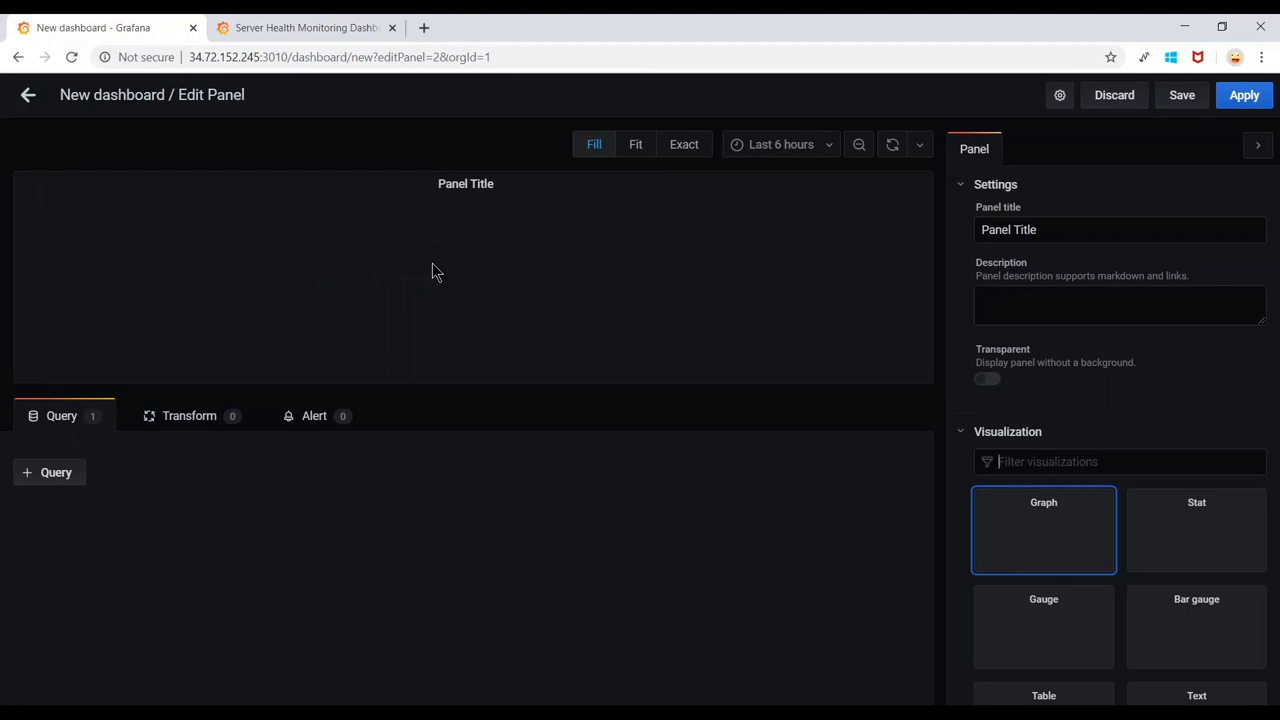 New dashboard - Grafana
Server Health Monitoring Dashbo
Not secure 34.72.152.245:3010/dashboard/new?editPanel=2&orgId=1
New dashboard / Edit Panel
Discard
Save
Apply
Fill
Fit
Exact
Last 6 hours
Panel
Panel Title
Settings
Panel title
Panel Title
Description
Panel description supports markdown and links.
Transparent
Display panel without a background.
Query 1
Transform 0
Alert 0
Visualization
+ Query
Filter visualizations
Graph
Stat
Gauge
Bar gauge
Table
Text